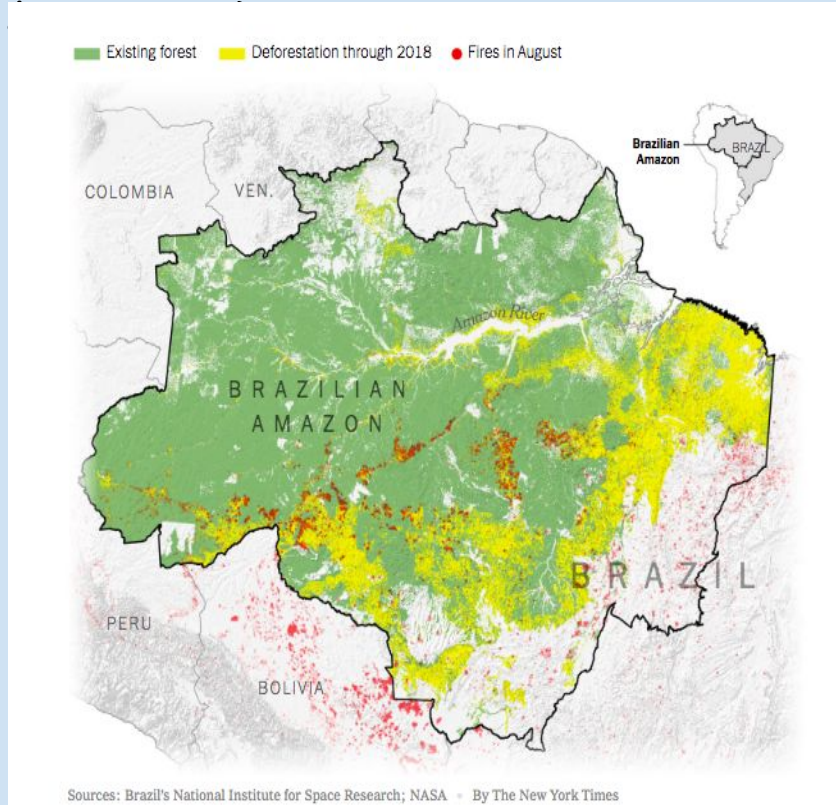 Existing forest Deforestation through 2018 Fires in August
Brazilian
Amazon
BRAZIL
COLOMBIA
VEN.
Amazon River
BRAZILIAN
AMAZON
BRAZIL
PERU
BOLIVIA
Sources: Brazil's National Institute for Space Research; NASA • By The New York Times